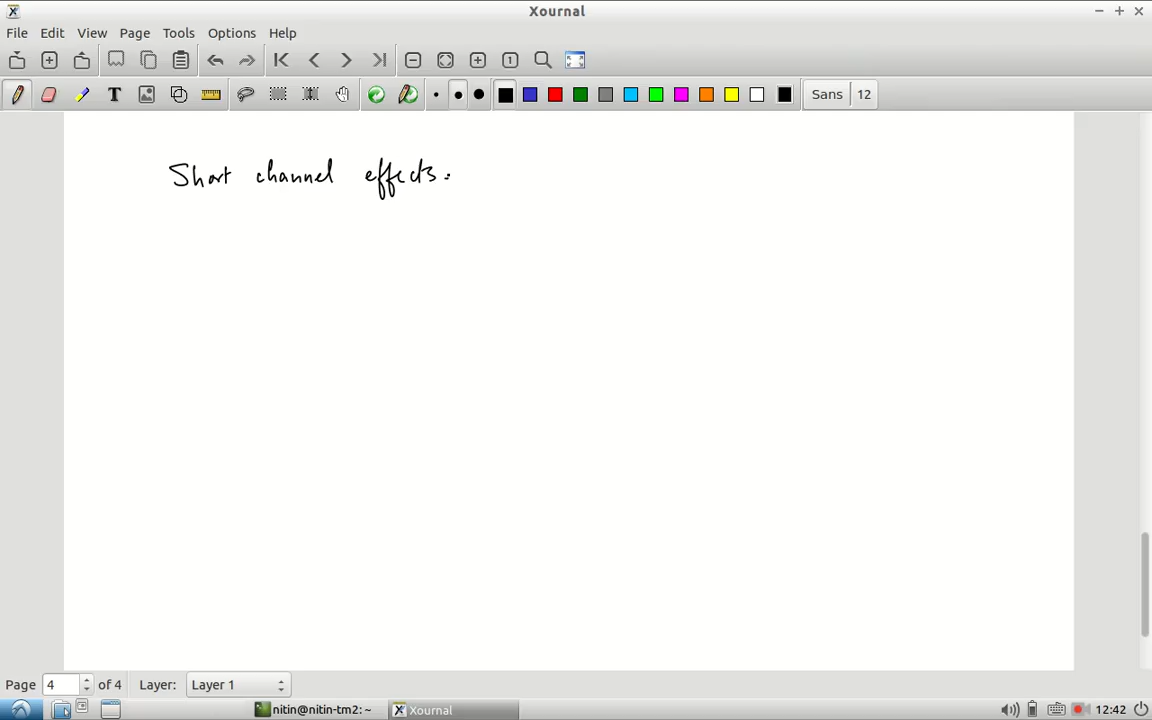 Xournal
File Edit View Page Tools Options Help
Sans 12
Short channel effects.
Page 4 of 4 Layer: Layer 1
nitin@nitin-tm2: ~ Xournal 12:42